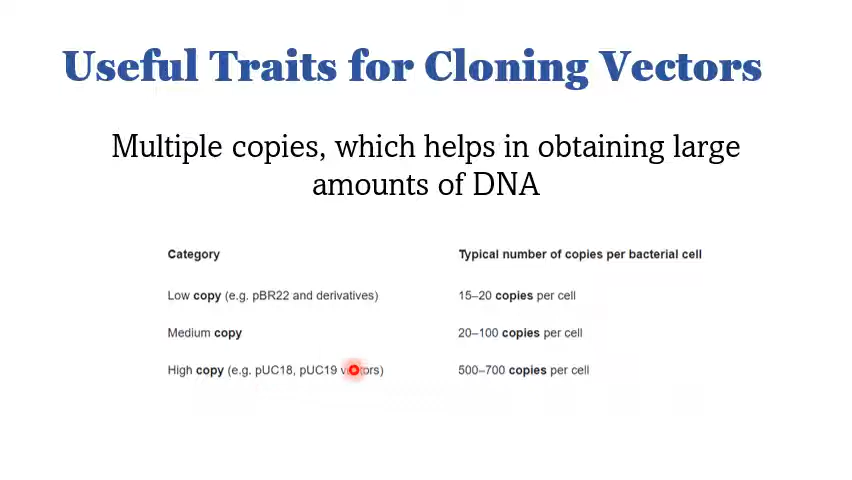 Useful Traits for Cloning Vectors
Multiple copies, which helps in obtaining large
amounts of DNA
Category Typical number of copies per bacterial cell
Low copy (e.g. pBR22 and derivatives) 15–20 copies per cell
Medium copy 20–100 copies per cell
High copy (e.g. pUC18, pUC19 vectors) 500–700 copies per cell